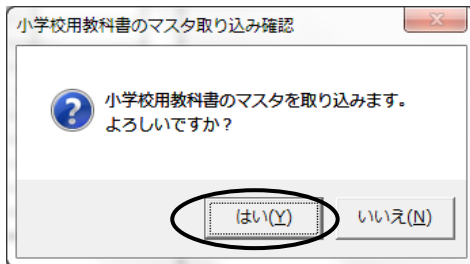 小学校用教科書のマスタ取り込み確認
小学校用教科書のマスタを取り込みます。
よろしいですか？
はい(Y)
いいえ(N)